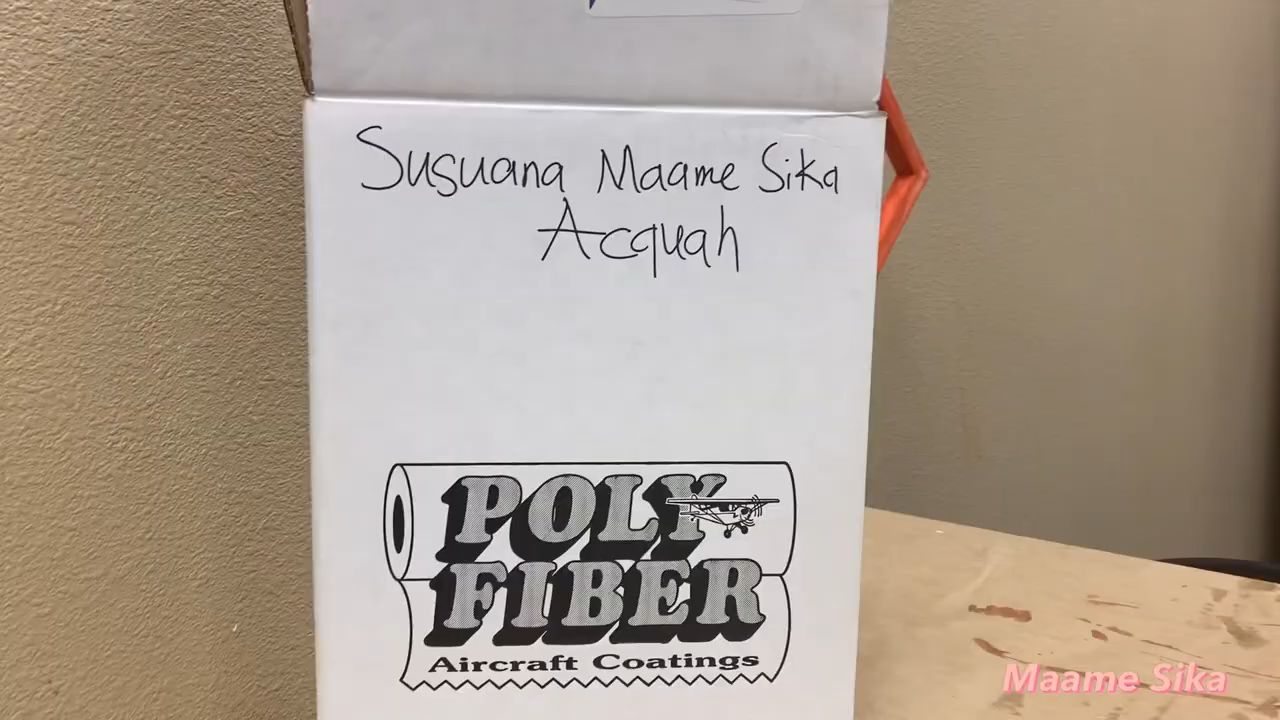 Susuana Maame Sika
Acquah
POLY
FIBER
Aircraft Coatings
Maame Sika